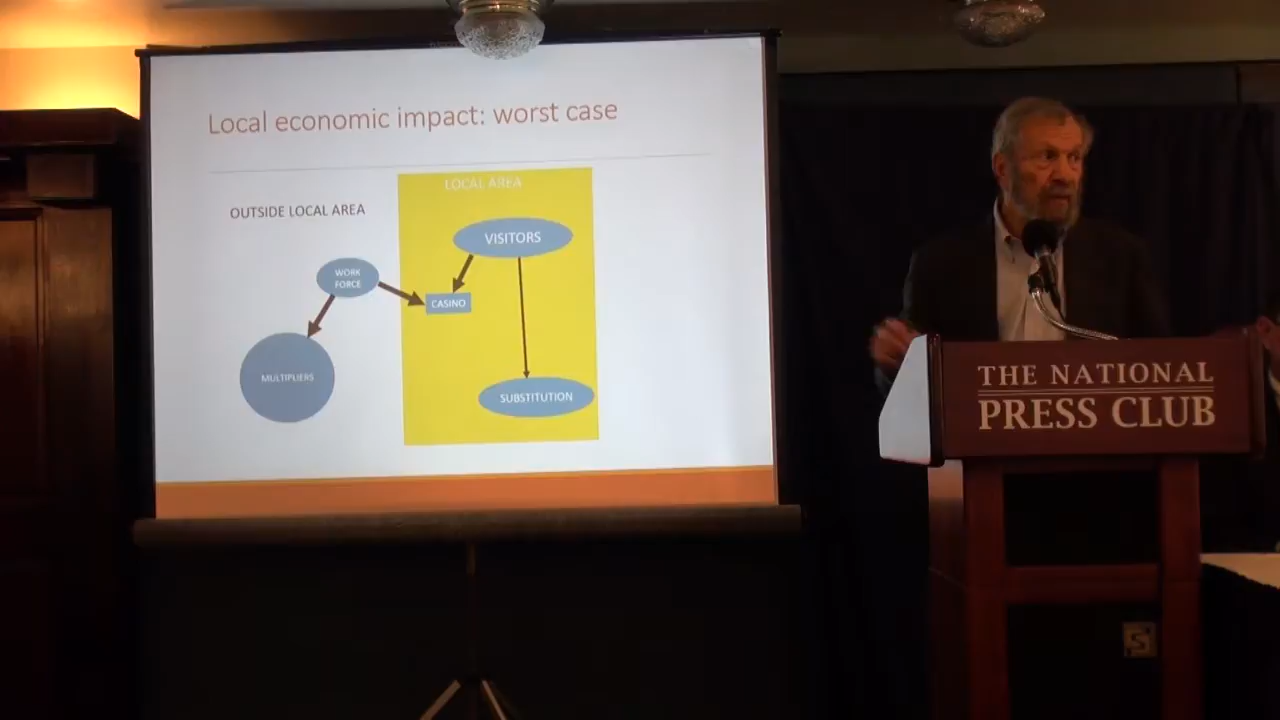 Local economic impact: worst case
OUTSIDE LOCAL AREA
LOCAL AREA
VISITORS
WORK
FORCE
CASINO
MULTIPLIERS
SUBSTITUTION
THE NATIONAL
PRESS CLUB